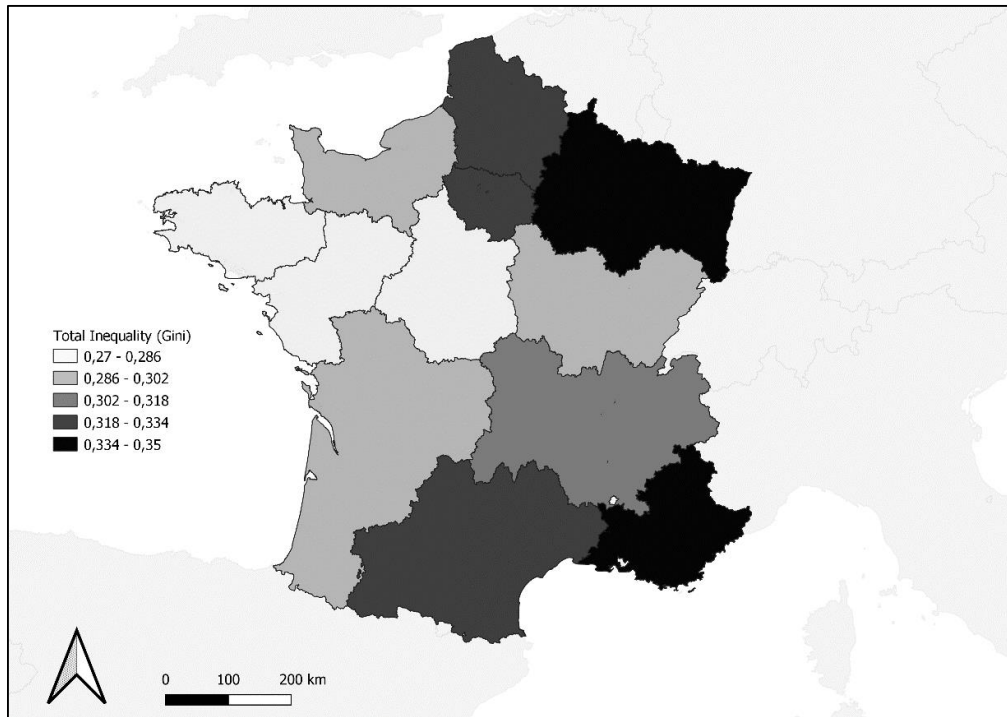 Total Inequality (Gini)
0,27 - 0,286
0,286 - 0,302
0,302 - 0,318
0,318 - 0,334
0,334 - 0,35
0 100 200 km